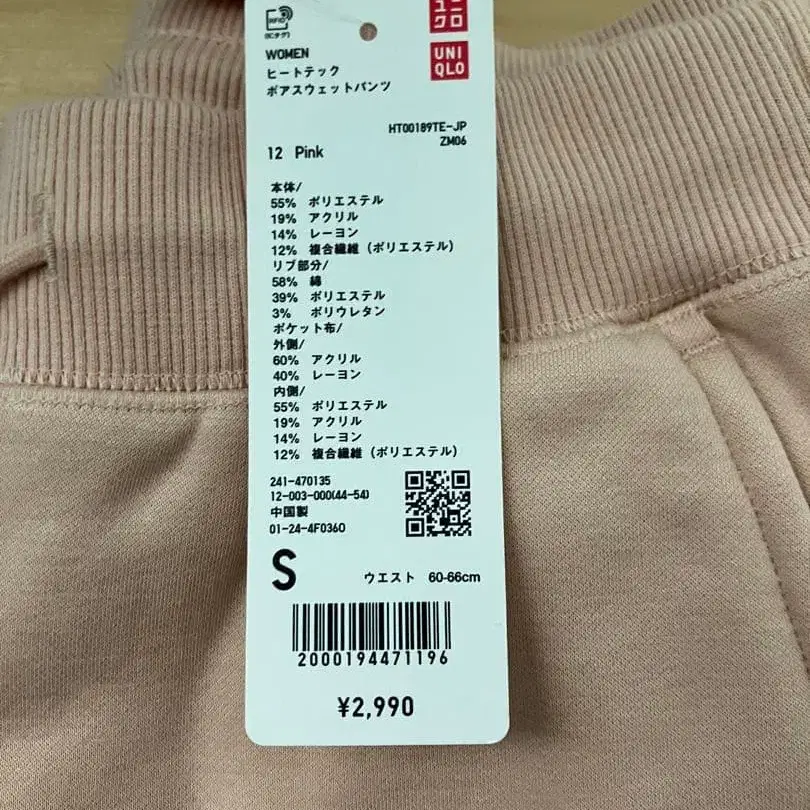 RFID
(ICタグ)
ユニ
クロ
UNI
QLO
WOMEN
ヒートテック
ボアスウェットパンツ
HT00189TE-JP
ZM06
12 Pink
本体/
55% ポリエステル
19% アクリル
14% レーヨン
12% 複合繊維(ポリエステル)
リブ部分/
58% 綿
39% ポリエステル
3% ポリウレタン
ポケット布/
外側/
60% アクリル
40% レーヨン
内側/
55% ポリエステル
19% アクリル
14% レーヨン
12% 複合繊維(ポリエステル)
241-470135
12-003-000(44-54)
中国製
01-24-4F0360
S ウエスト 60-66cm
2000194471196
¥2,990